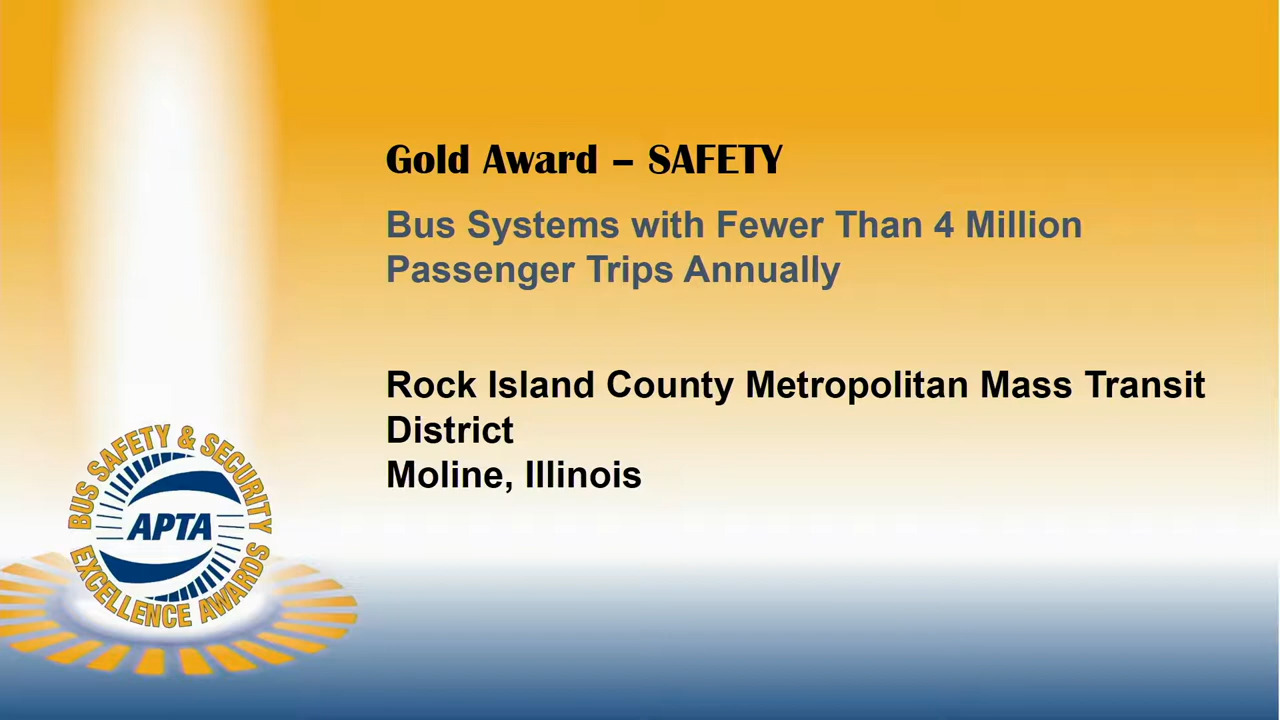 Gold Award – SAFETY
Bus Systems with Fewer Than 4 Million
Passenger Trips Annually
Rock Island County Metropolitan Mass Transit
District
Moline, Illinois
BUS SAFETY & SECURITY
APTA
EXCELLENCE AWARDS